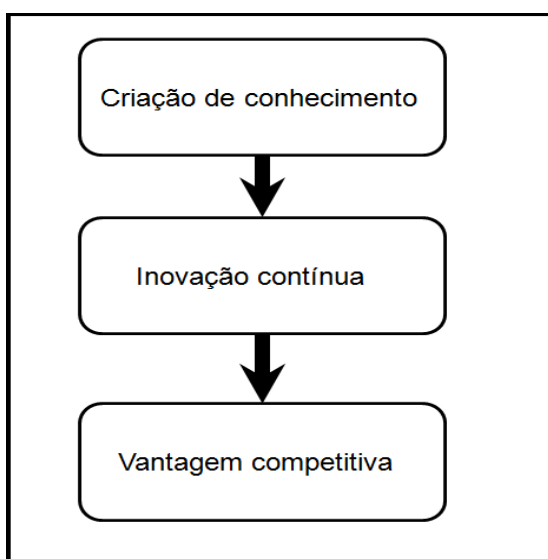 Criação de conhecimento
Inovação contínua
Vantagem competitiva